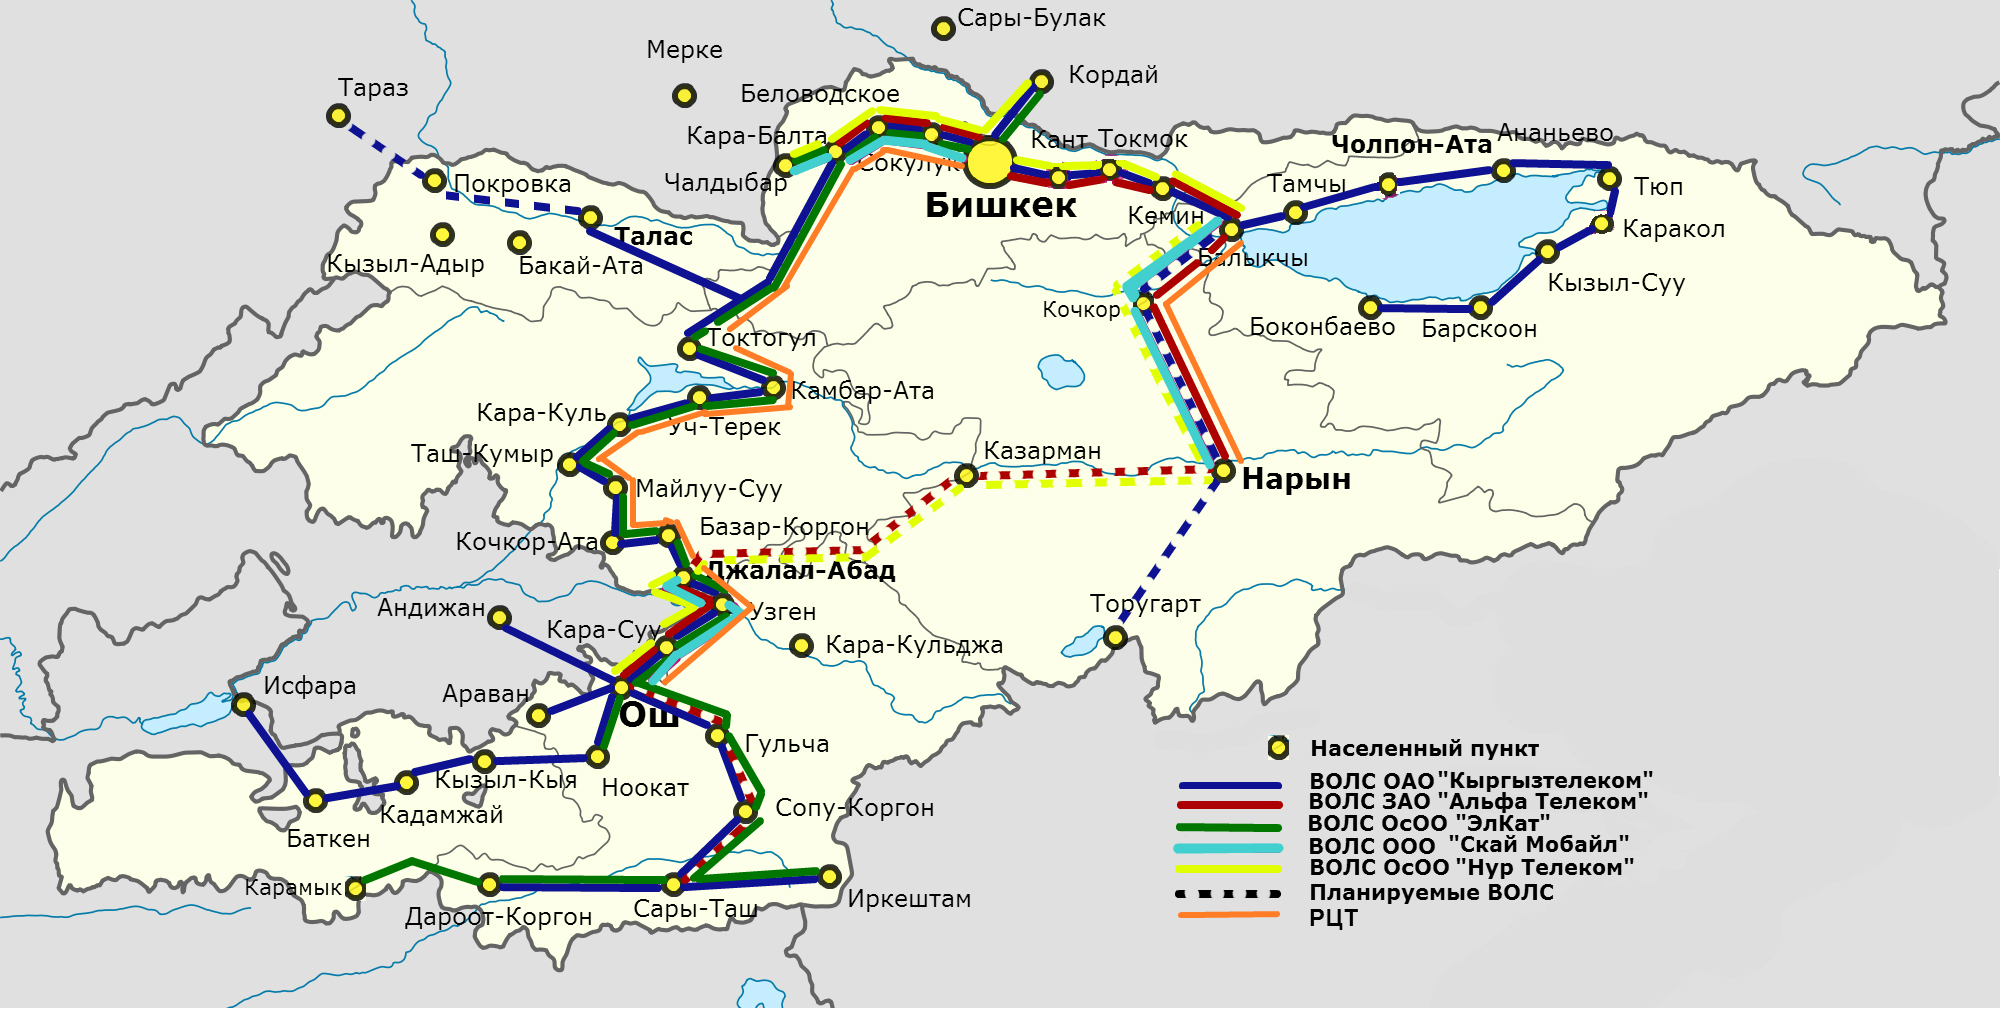 Сары-Булак
Мерке
Кордай
Тараз
Беловодское
Кара-Балта
Кант
Токмок
Ананьево
Чолпон-Ата
Сокулук
Чалдыбар
Покровка
Тамчы
Тюп
Бишкек
Кемин
Талас
Каракол
Кызыл-Адыр
Бакай-Ата
Балыкчы
Кызыл-Суу
Кочкор
Боконбаево
Барскоон
Токтогул
Камбар-Ата
Кара-Куль
Уч-Терек
Таш-Кумыр
Казарман
Нарын
Майлуу-Суу
Базар-Коргон
Кочкор-Ата
Джалал-Абад
Андижан
Узген
Торугарт
Кара-Суу
Кара-Кульджа
Исфара
Араван
Ош
Гульча
Кызыл-Кыя
Ноокат
Сопу-Коргон
Кадамжай
Баткен
Карамык
Иркештам
Сары-Таш
Дароот-Коргон
Населенный пункт
ВОЛС ОАО "Кыргызтелеком"
ВОЛС ЗАО "Альфа Телеком"
ВОЛС ОсОО "ЭлКат"
ВОЛС ООО "Скай Мобайл"
ВОЛС ОсОО "Нур Телеком"
Планируемые ВОЛС
РЦТ